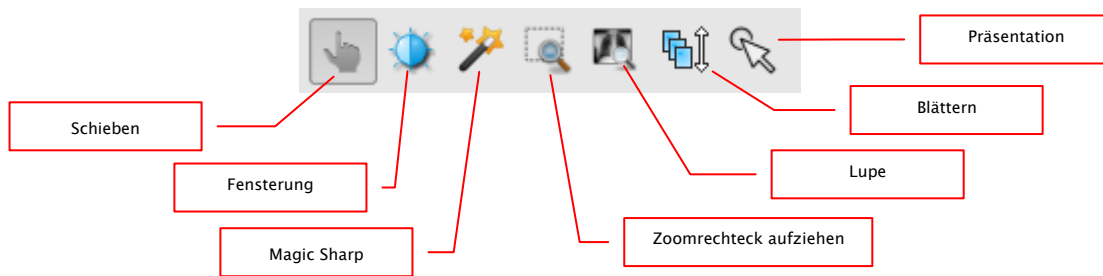 Präsentation
Blättern
Schieben
Lupe
Fensterung
Zoomrechteck aufziehen
Magic Sharp